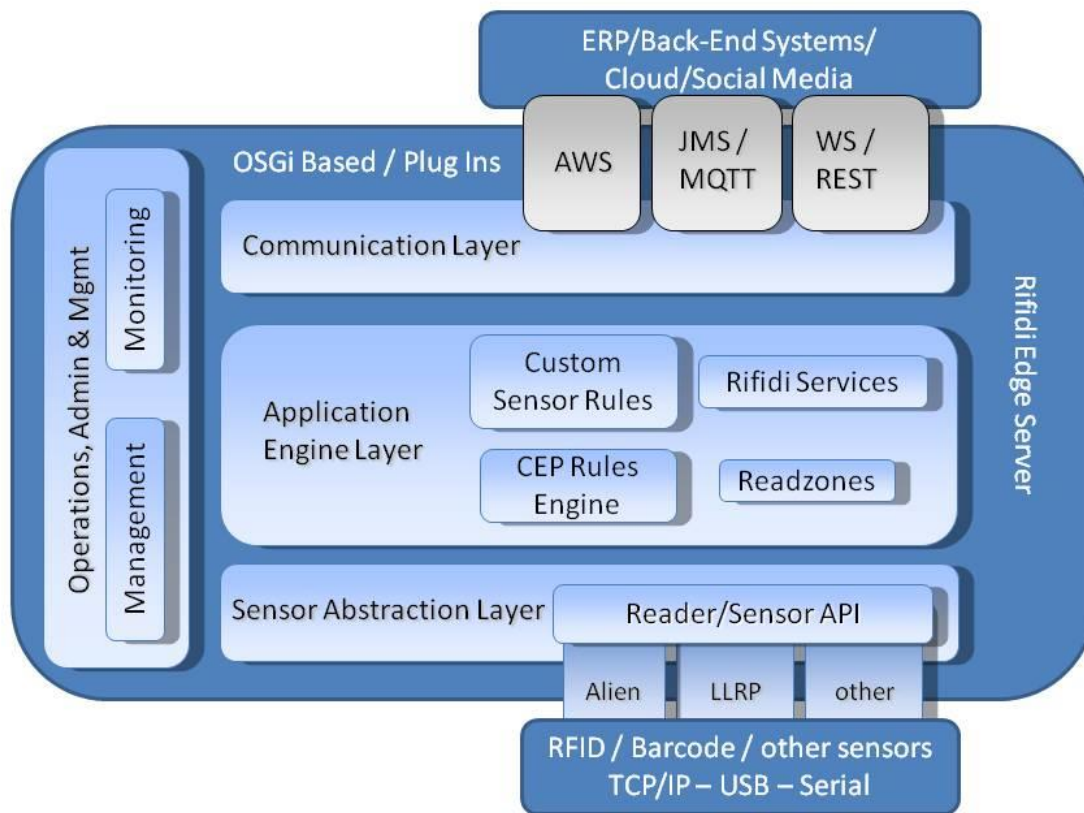 ERP/Back-End Systems/
Cloud/Social Media
AWS
JMS /
MQTT
WS /
REST
OSGi Based / Plug Ins
Operations, Admin & Mgmt
Monitoring
Management
Communication Layer
Application
Engine Layer
Custom
Sensor Rules
Rifidi Services
CEP Rules
Engine
Readzones
Sensor Abstraction Layer
Reader/Sensor API
Alien
LLRP
other
Rifidi Edge Server
RFID / Barcode / other sensors
TCP/IP – USB – Serial